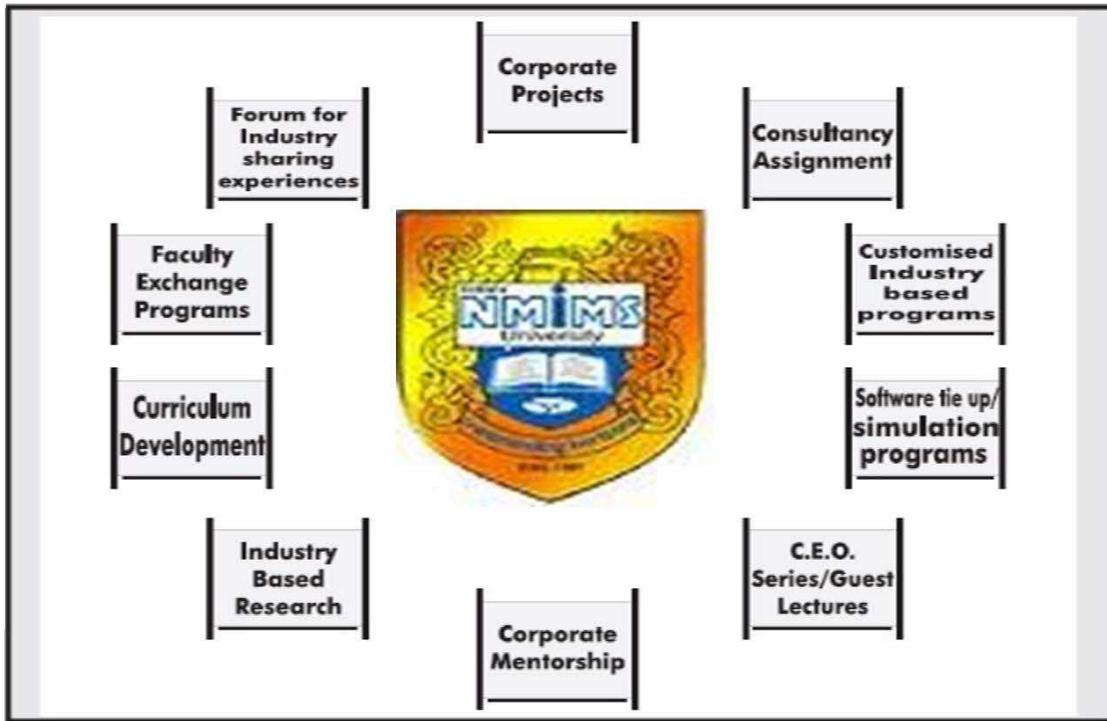 Corporate
Projects
Forum for
Industry
sharing
experiences
Consultancy
Assignment
Faculty
Exchange
Programs
Customised
Industry
based
programs
NMIMS
University
Curriculum
Development
Software tie up/
simulation
programs
Industry
Based
Research
C.E.O.
Series/Guest
Lectures
Corporate
Mentorship